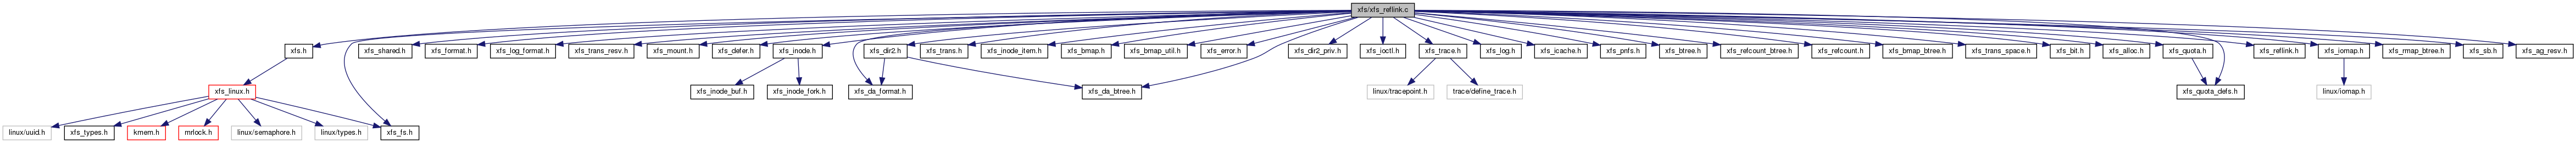 xfs/xfs_reflink.c
xfs.h
xfs_shared.h
xfs_format.h
xfs_log_format.h
xfs_trans_resv.h
xfs_mount.h
xfs_defer.h
xfs_inode.h
xfs_dir2.h
xfs_trans.h
xfs_inode_item.h
xfs_bmap.h
xfs_bmap_util.h
xfs_error.h
xfs_dir2_priv.h
xfs_ioctl.h
xfs_trace.h
xfs_log.h
xfs_icache.h
xfs_pnfs.h
xfs_btree.h
xfs_refcount_btree.h
xfs_refcount.h
xfs_bmap_btree.h
xfs_trans_space.h
xfs_bit.h
xfs_alloc.h
xfs_quota.h
xfs_reflink.h
xfs_iomap.h
xfs_rmap_btree.h
xfs_sb.h
xfs_ag_resv.h
xfs_linux.h
xfs_inode_buf.h
xfs_inode_fork.h
xfs_da_format.h
xfs_da_btree.h
linux/tracepoint.h
trace/define_trace.h
xfs_quota_defs.h
linux/iomap.h
linux/uuid.h
xfs_types.h
kmem.h
mrlock.h
linux/semaphore.h
linux/types.h
xfs_fs.h